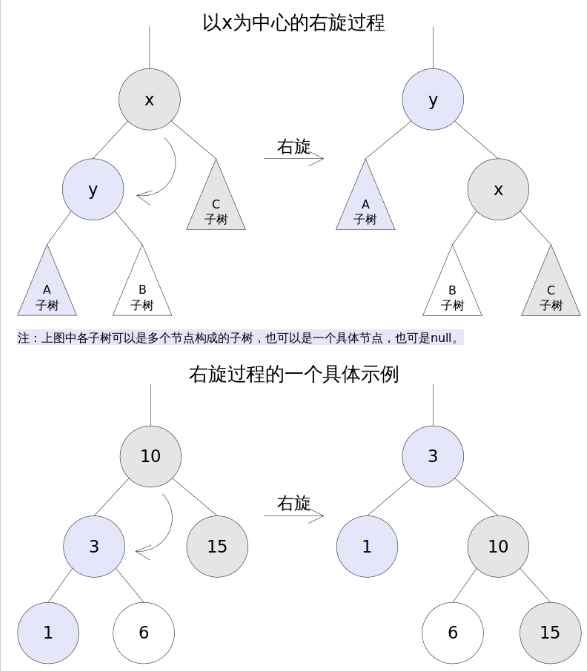 以x为中心的右旋过程
x
y
右旋
y
x
C
子树
A
子树
A
子树
B
子树
B
子树
C
子树
注：上图中各子树可以是多个节点构成的子树，也可以是一个具体节点，也可是null。
右旋过程的一个具体示例
10
3
右旋
3
15
1
10
1
6
6
15